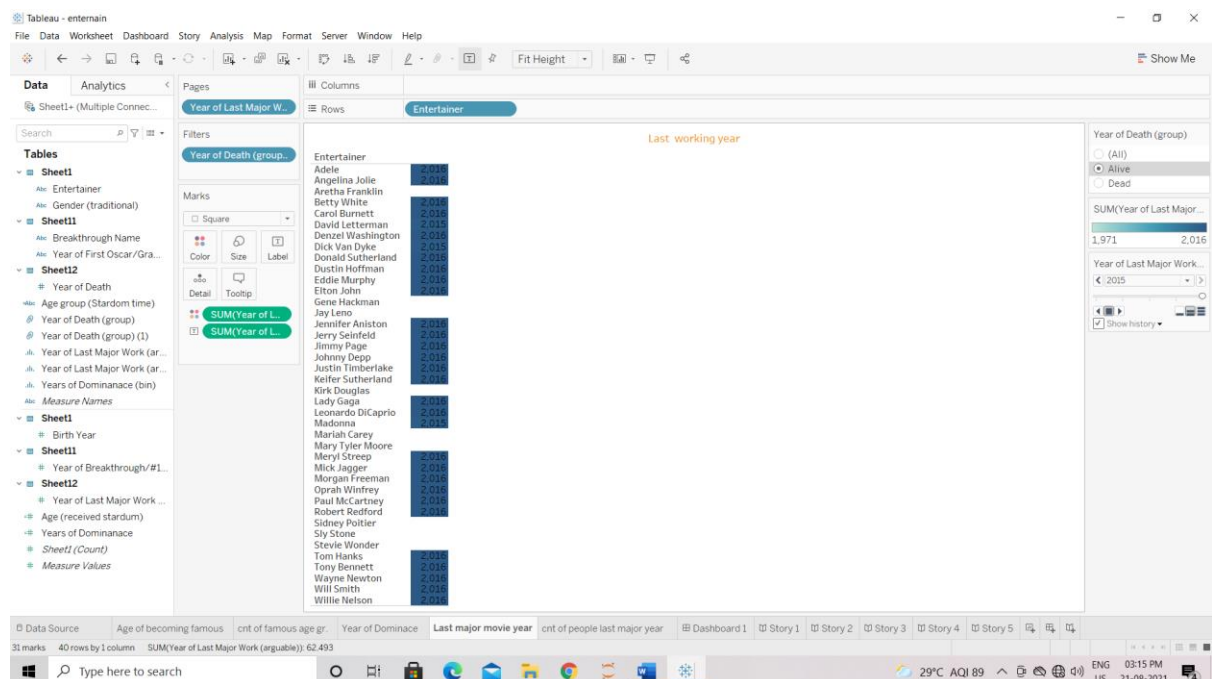 Tableau - enternain
File Data Worksheet Dashboard Story Analysis Map Format Server Window Help
Fit Height
Show Me
Data Analytics
Pages
Columns
Sheet1+ (Multiple Connec...
Year of Last Major W..
Rows
Entertainer
Search
Filters
Year of Death (group..
Tables
Sheet1
Abc Entertainer
Abc Gender (traditional)
Sheet11
Abc Breakthrough Name
Abc Year of First Oscar/Gra...
Sheet12
# Year of Death
Age group (Stardom time)
Year of Death (group)
Year of Death (group) (1)
Year of Last Major Work (ar...
Year of Last Major Work (ar...
Years of Dominanace (bin)
Abc Measure Names
Sheet1
# Birth Year
Sheet11
# Year of Breakthrough/#1...
Sheet12
# Year of Last Major Work ...
Age (received stardum)
Years of Dominanace
# Sheet1 (Count)
# Measure Values
Marks
Square
Color Size Label
Detail Tooltip
SUM(Year of L..
SUM(Year of L..
Last working year
Entertainer
Adele 2,016
Angelina Jolie 2,016
Aretha Franklin
Betty White 2,016
Carol Burnett 2,016
David Letterman 2,015
Denzel Washington 2,016
Dick Van Dyke 2,015
Donald Sutherland 2,016
Dustin Hoffman 2,016
Eddie Murphy 2,016
Elton John 2,016
Gene Hackman
Jay Leno
Jennifer Aniston 2,016
Jerry Seinfeld 2,016
Jimmy Page 2,016
Johnny Depp 2,016
Justin Timberlake 2,016
Keifer Sutherland 2,016
Kirk Douglas
Lady Gaga 2,016
Leonardo DiCaprio 2,016
Madonna 2,015
Mariah Carey
Mary Tyler Moore
Meryl Streep 2,016
Mick Jagger 2,016
Morgan Freeman 2,016
Oprah Winfrey 2,016
Paul McCartney 2,016
Robert Redford 2,016
Sidney Poitier
Sly Stone
Stevie Wonder
Tom Hanks 2,016
Tony Bennett 2,016
Wayne Newton 2,016
Will Smith 2,016
Willie Nelson 2,016
Year of Death (group)
(All)
Alive
Dead
SUM(Year of Last Major...
1,971 2,016
Year of Last Major Work...
2015
Show history
Data Source Age of becoming famous cnt of famous age gr. Year of Dominace Last major movie year cnt of people last major year Dashboard 1 Story 1 Story 2 Story 3 Story 4 Story 5
31 marks 40 rows by 1 column SUM(Year of Last Major Work (arguable)): 62.493
Type here to search
29°C AQI 89
ENG 03:15 PM
US 21-08-2021